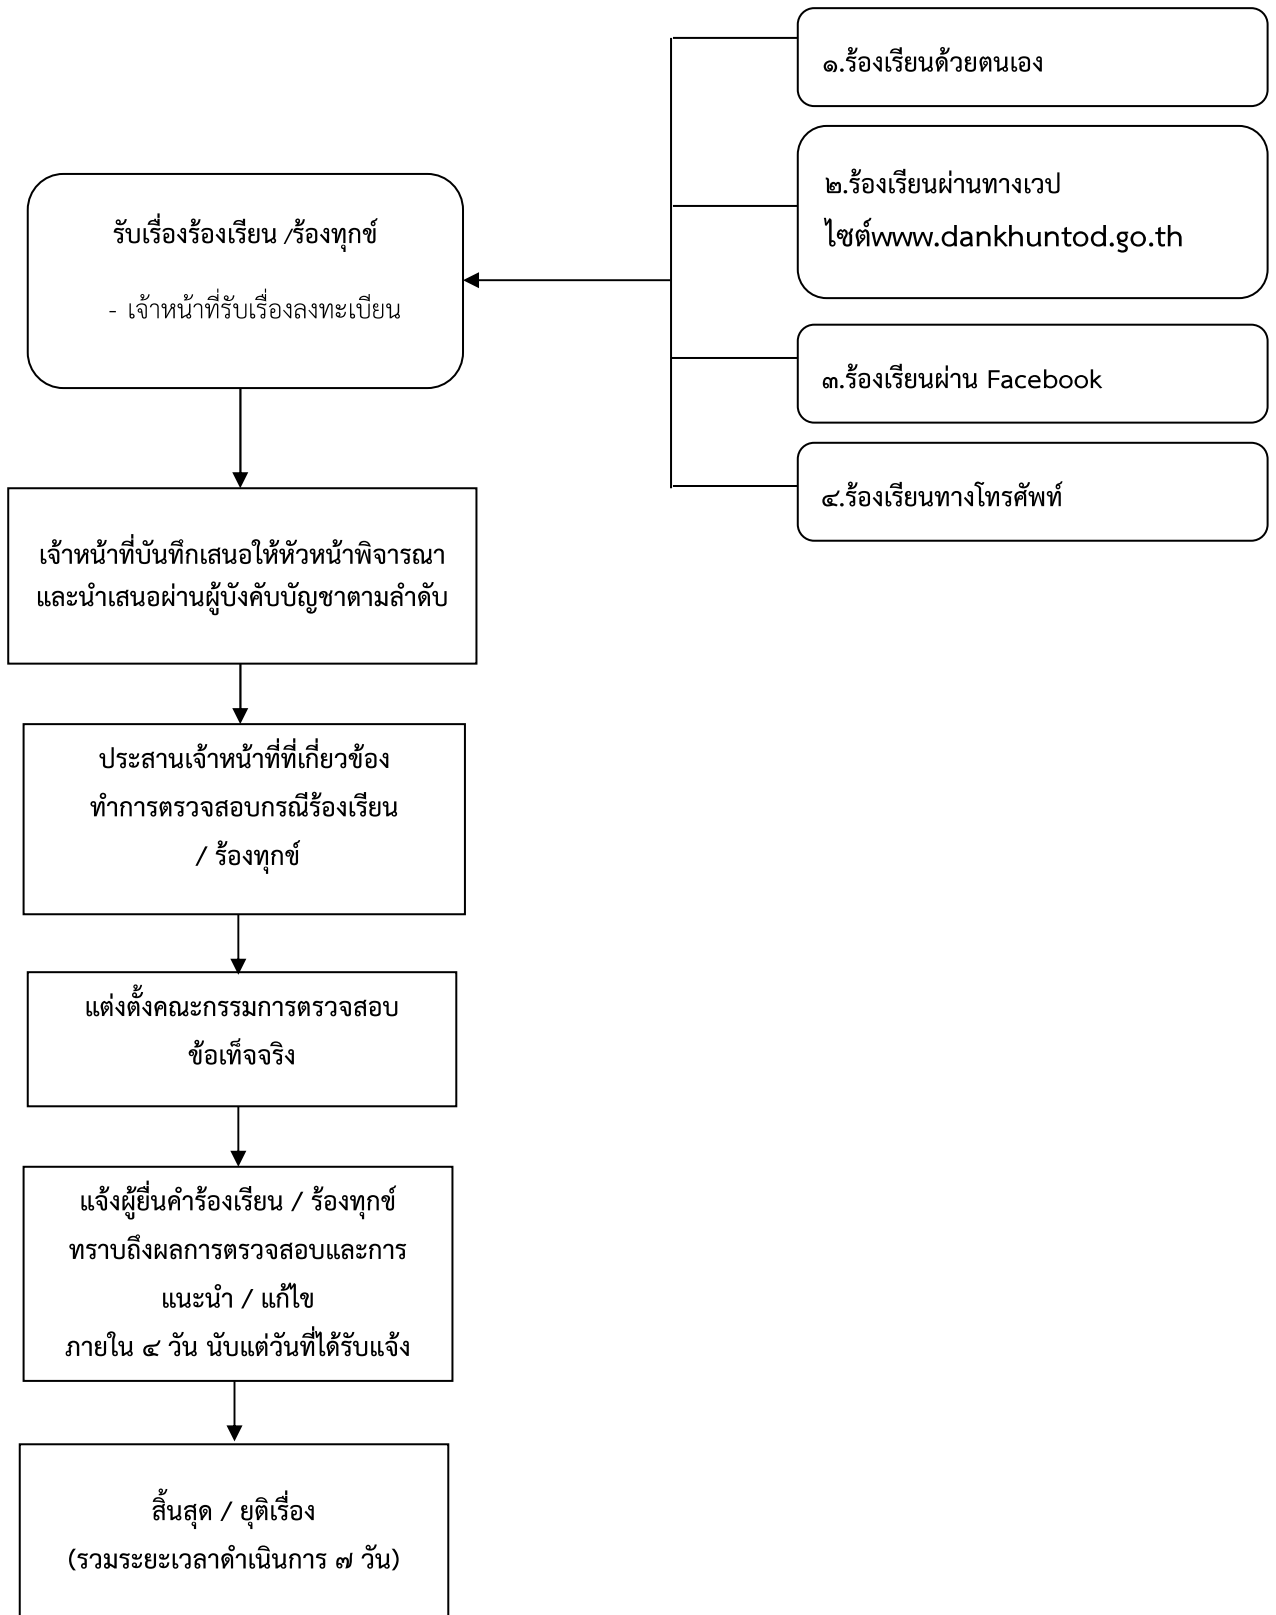 ๑.ร้องเรียนด้วยตนเอง
๒.ร้องเรียนผ่านทางเวป
ไซต์www.dankhuntod.go.th
๓.ร้องเรียนผ่าน Facebook
๔.ร้องเรียนทางโทรศัพท์
รับเรื่องร้องเรียน /ร้องทุกข์
- เจ้าหน้าที่รับเรื่องลงทะเบียน
เจ้าหน้าที่บันทึกเสนอให้หัวหน้าพิจารณา
และนำเสนอผ่านผู้บังคับบัญชาตามลำดับ
ประสานเจ้าหน้าที่ที่เกี่ยวข้อง
ทำการตรวจสอบกรณีร้องเรียน
/ ร้องทุกข์
แต่งตั้งคณะกรรมการตรวจสอบ
ข้อเท็จจริง
แจ้งผู้ยื่นคำร้องเรียน / ร้องทุกข์
ทราบถึงผลการตรวจสอบและการ
แนะนำ / แก้ไข
ภายใน ๔ วัน นับแต่วันที่ได้รับแจ้ง
สิ้นสุด / ยุติเรื่อง
(รวมระยะเวลาดำเนินการ ๗ วัน)